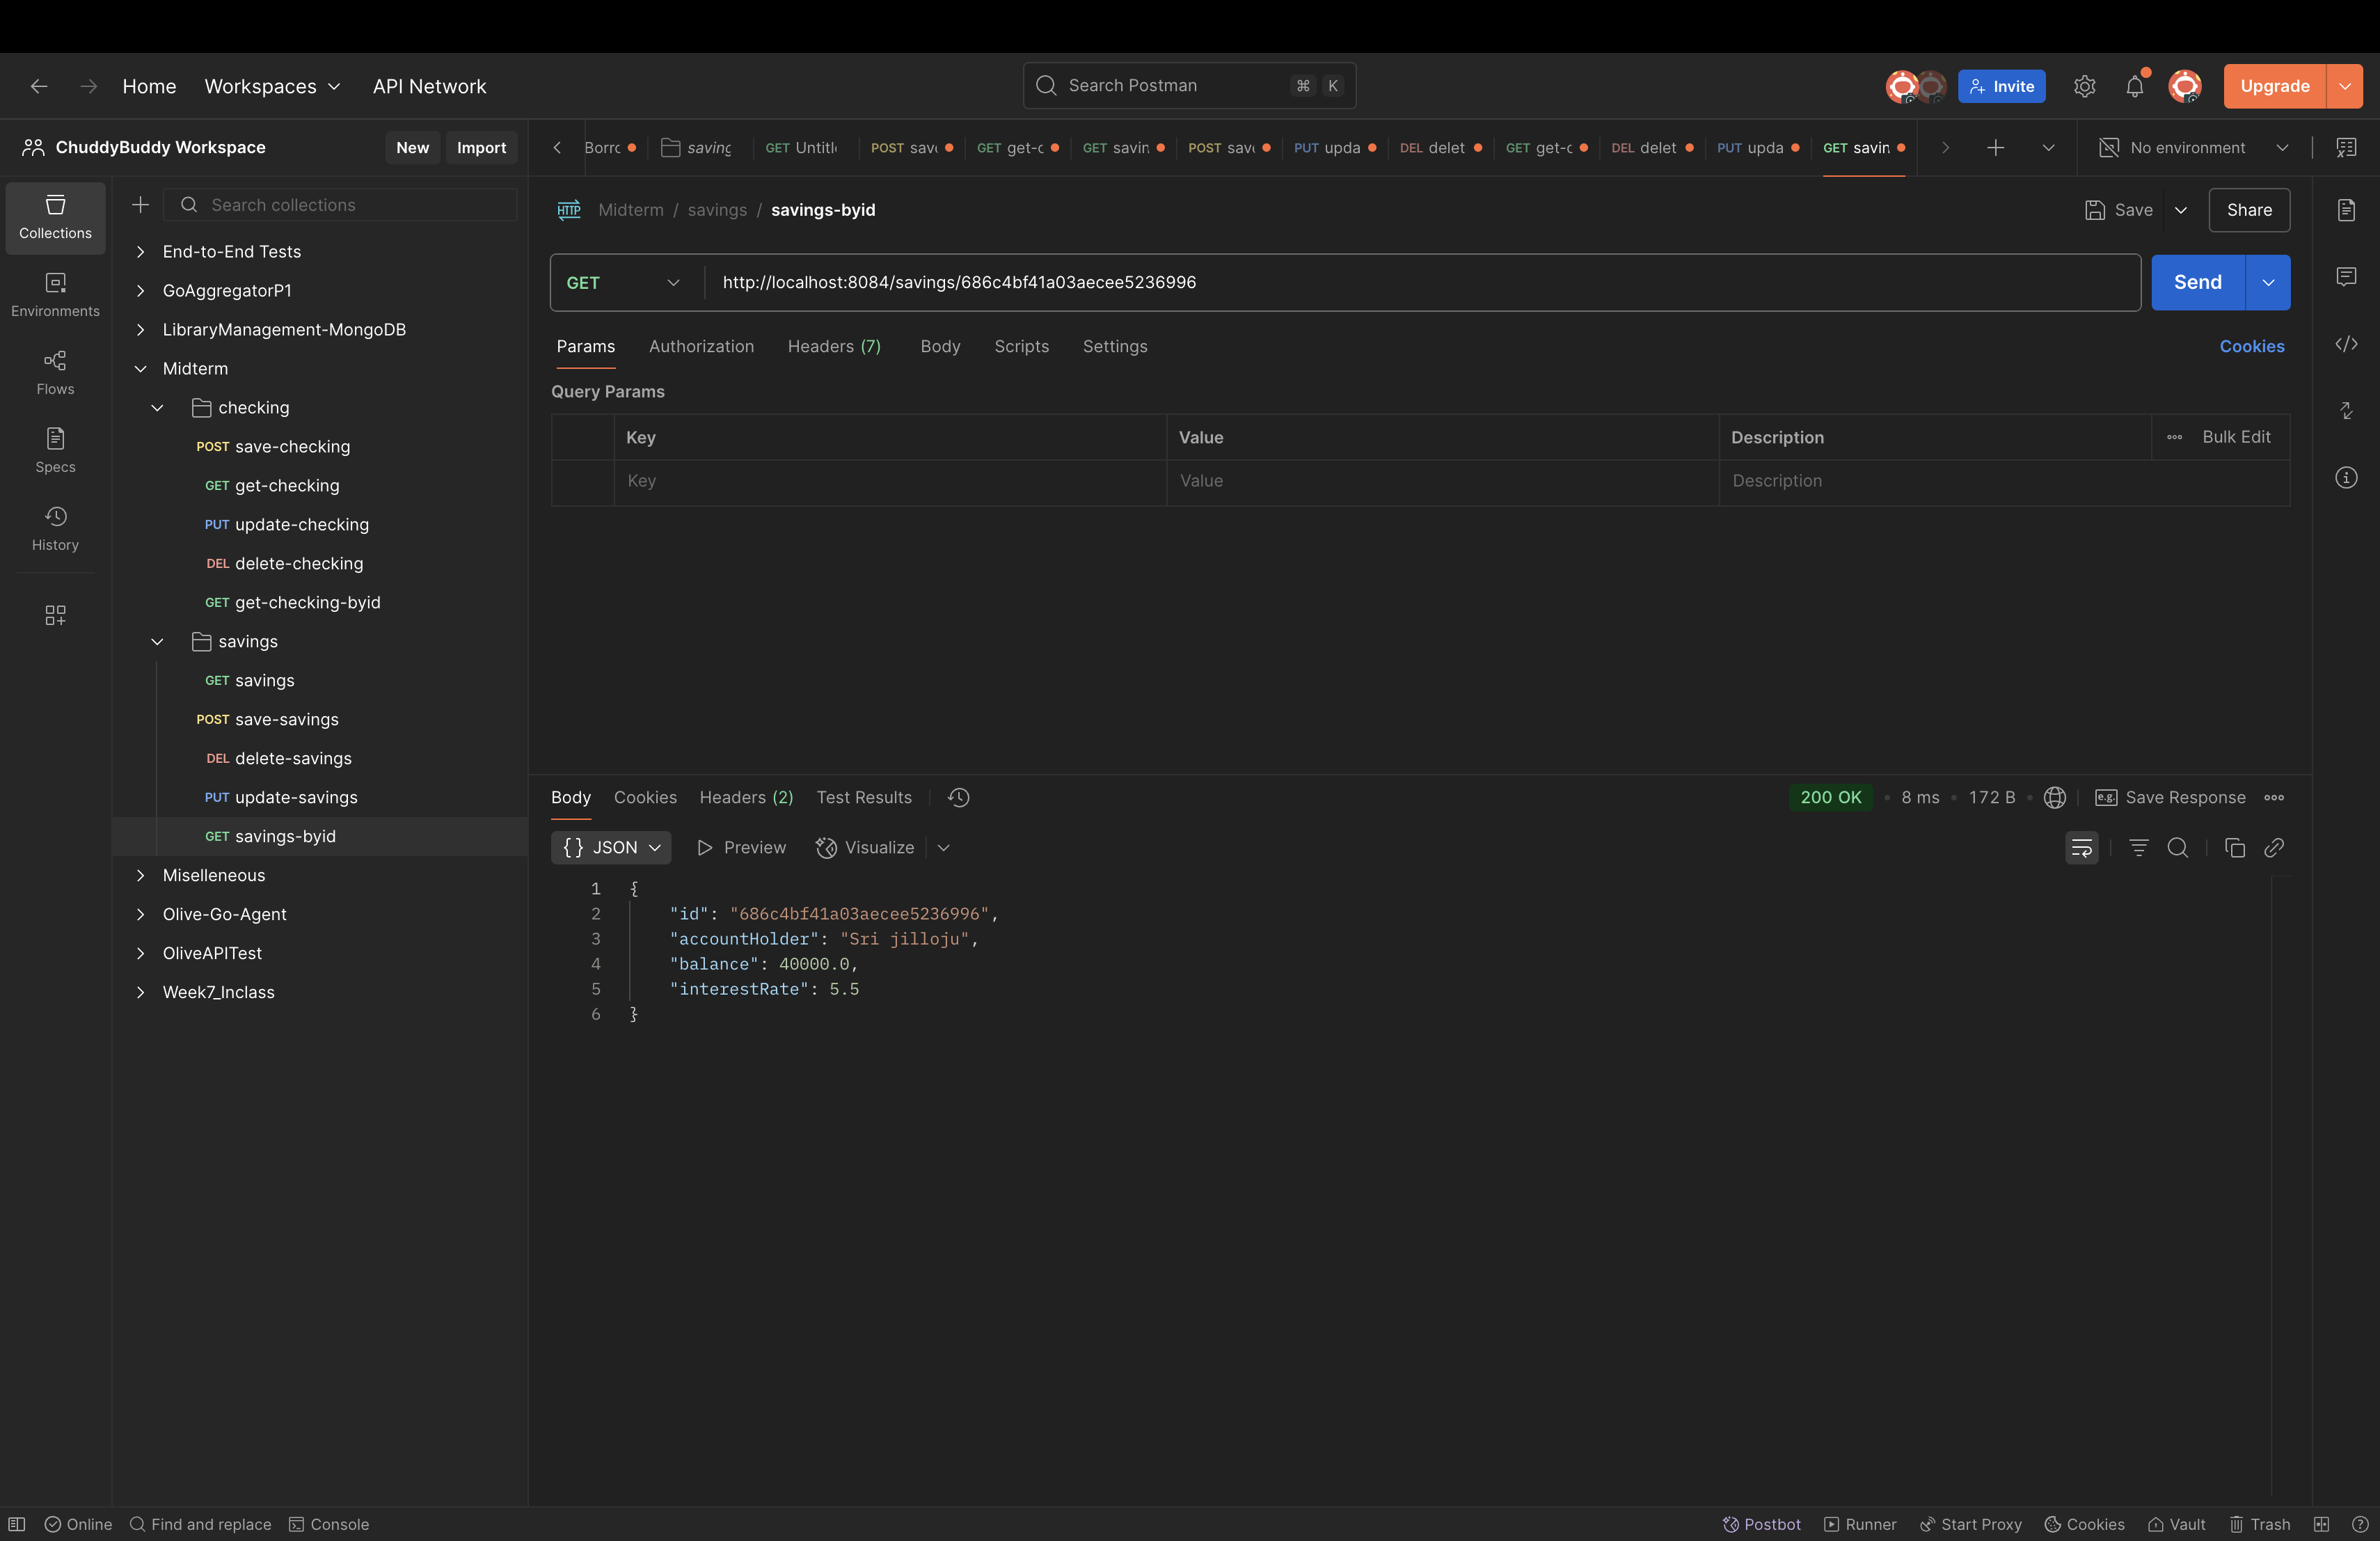 Home Workspaces API Network
Search Postman ⌘ K
Invite
Upgrade
ChuddyBuddy Workspace
New Import
Borrc
saving
GET Untitl
POST sav
GET get-c
GET savin
POST sav
PUT upda
DEL delet
GET get-c
DEL delet
PUT upda
GET savin
No environment
Collections
Environments
Flows
Specs
History
Search collections
End-to-End Tests
GoAggregatorP1
LibraryManagement-MongoDB
Midterm
checking
POST save-checking
GET get-checking
PUT update-checking
DEL delete-checking
GET get-checking-byid
savings
GET savings
POST save-savings
DEL delete-savings
PUT update-savings
GET savings-byid
Miselleneous
Olive-Go-Agent
OliveAPITest
Week7_Inclass
HTTP Midterm / savings / savings-byid
Save Share
GET http://localhost:8084/savings/686c4bf41a03aecee5236996
Send
Params Authorization Headers (7) Body Scripts Settings
Cookies
Query Params
Key Value Description Bulk Edit
Key Value Description
Body Cookies Headers (2) Test Results
200 OK • 8 ms • 172 B • e.g. Save Response
{ } JSON Preview Visualize
1 {
2 "id": "686c4bf41a03aecee5236996",
3 "accountHolder": "Sri jilloju",
4 "balance": 40000.0,
5 "interestRate": 5.5
6 }
Online Find and replace Console
Postbot Runner Start Proxy Cookies Vault Trash